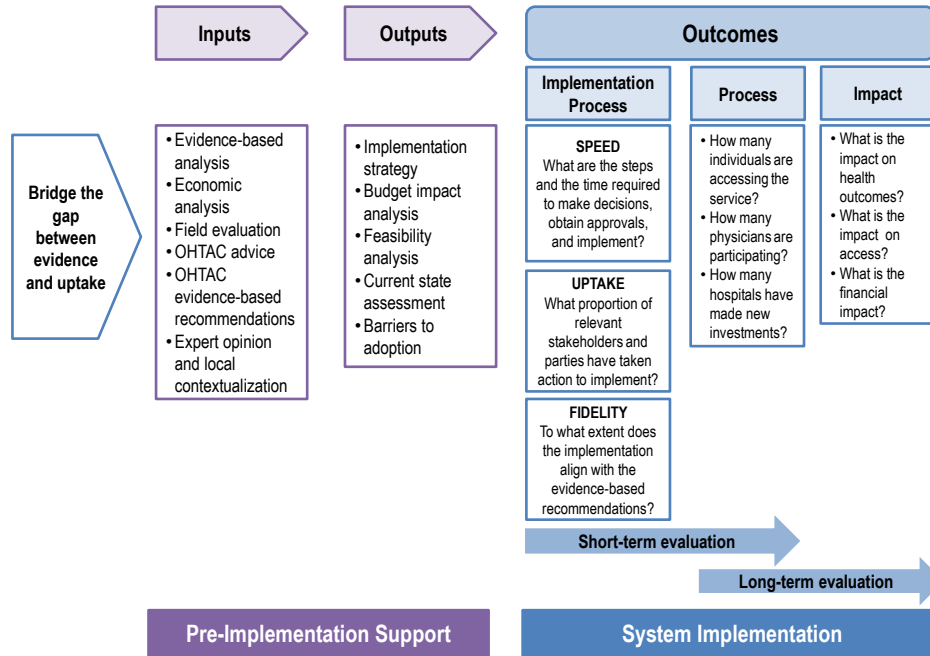 Inputs
Outputs
Outcomes
Implementation
Process
Process
Impact
Bridge the
gap
between
evidence
and uptake
• Evidence-based
analysis
• Economic
analysis
• Field evaluation
• OHTAC advice
• OHTAC
evidence-based
recommendations
• Expert opinion
and local
contextualization
• Implementation
strategy
• Budget impact
analysis
• Feasibility
analysis
• Current state
assessment
• Barriers to
adoption
SPEED
What are the steps
and the time required
to make decisions,
obtain approvals,
and implement?
UPTAKE
What proportion of
relevant
stakeholders and
parties have taken
action to implement?
FIDELITY
To what extent does
the implementation
align with the
evidence-based
recommendations?
• How many
individuals are
accessing the
service?
• How many
physicians are
participating?
• How many
hospitals have
made new
investments?
• What is the
impact on
health
outcomes?
• What is the
impact on
access?
• What is the
financial
impact?
Short-term evaluation
Long-term evaluation
Pre-Implementation Support
System Implementation